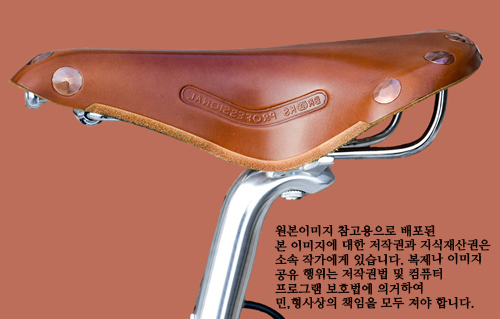 BROOKS PROFESSIONAL
원본이미지 참고용으로 배포된
본 이미지에 대한 저작권과 지식재산권은
소속 작가에게 있습니다. 복제나 이미지
공유 행위는 저작권법 및 컴퓨터
프로그램 보호법에 의거하여
민,형사상의 책임을 모두 져야 합니다.